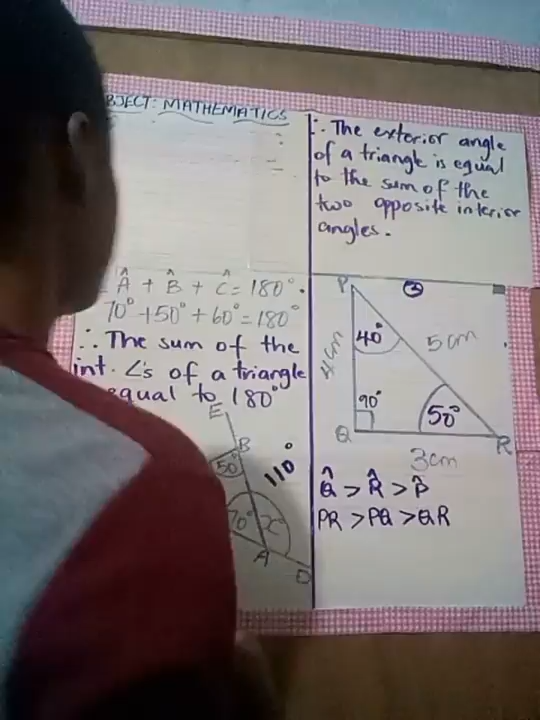 BJECT: MATHEMATICS
= Â + B̂ + Ĉ = 180°.
70° + 50° + 60° = 180°
∴ The sum of the
int. ∠'s of a triangle
equal to 180°
E
B
50°
110°
70° x°
A
D
∴ The exterior angle
of a triangle is equal
to the sum of the
two opposite interior
angles.
②
P
40°
4cm
5cm
90°
50°
Q
R
3cm
Q̂ > R̂ > P̂
PR > PQ > QR